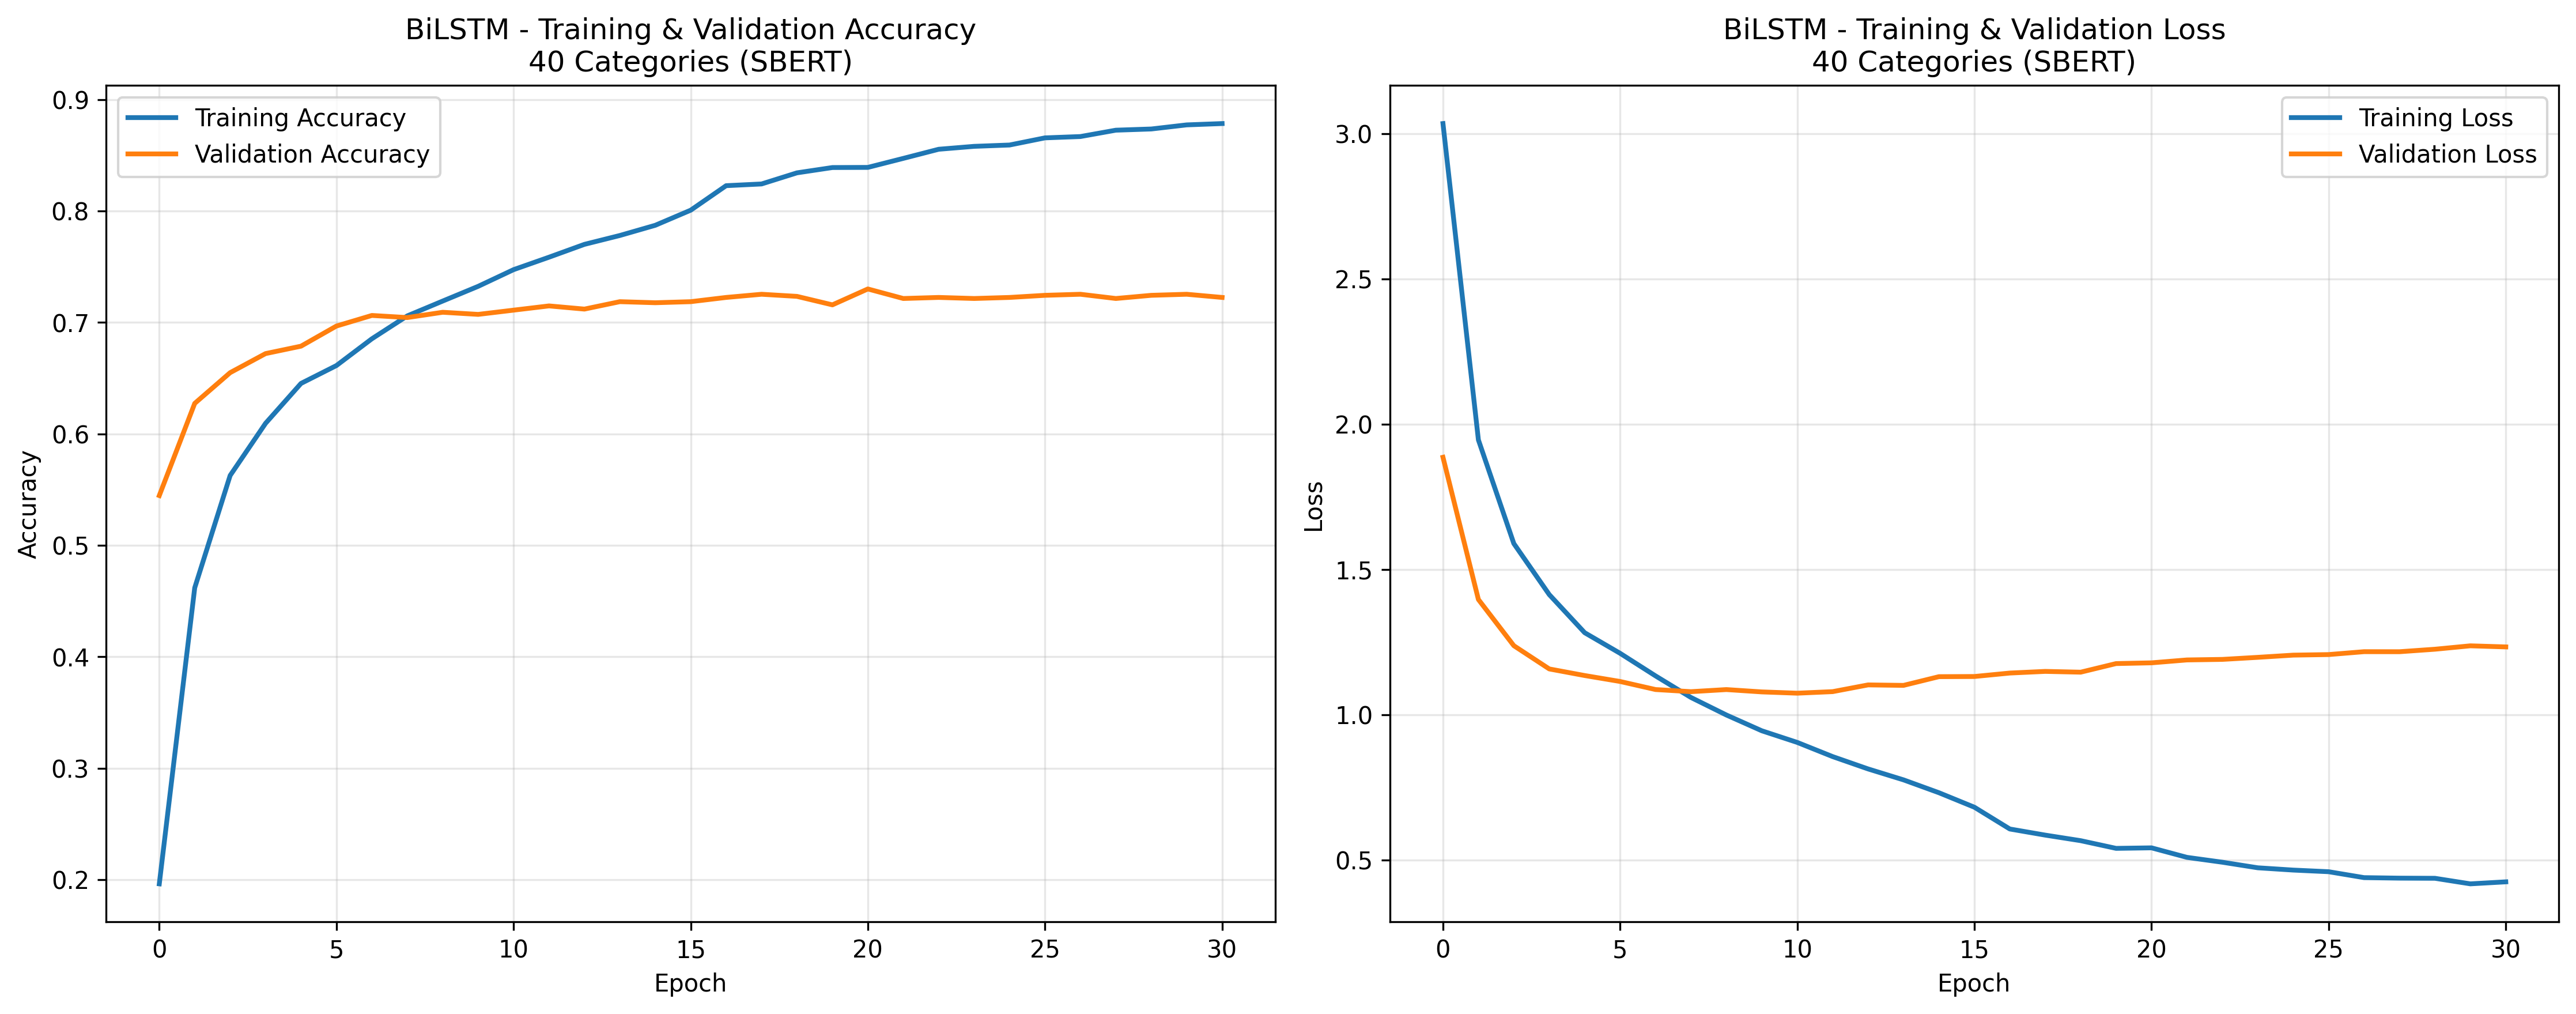 BiLSTM - Training & Validation Accuracy
40 Categories (SBERT)
Training Accuracy
Validation Accuracy
0.9
0.8
0.7
0.6
0.5
0.4
0.3
0.2
Accuracy
0 5 10 15 20 25 30
Epoch
BiLSTM - Training & Validation Loss
40 Categories (SBERT)
Training Loss
Validation Loss
3.0
2.5
2.0
1.5
1.0
0.5
Loss
0 5 10 15 20 25 30
Epoch